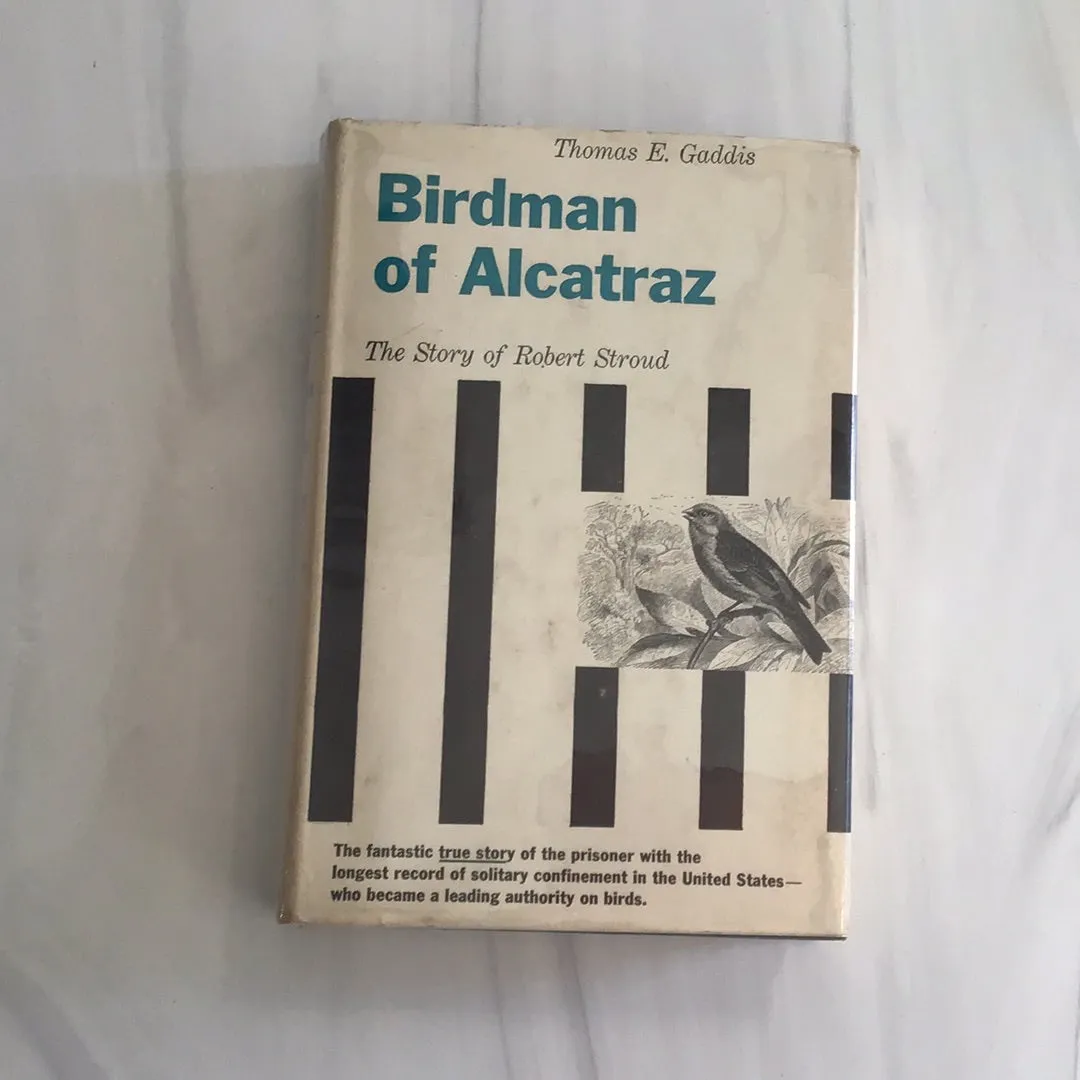 Thomas E. Gaddis
Birdman
of Alcatraz
The Story of Robert Stroud
The fantastic true story of the prisoner with the
longest record of solitary confinement in the United States—
who became a leading authority on birds.